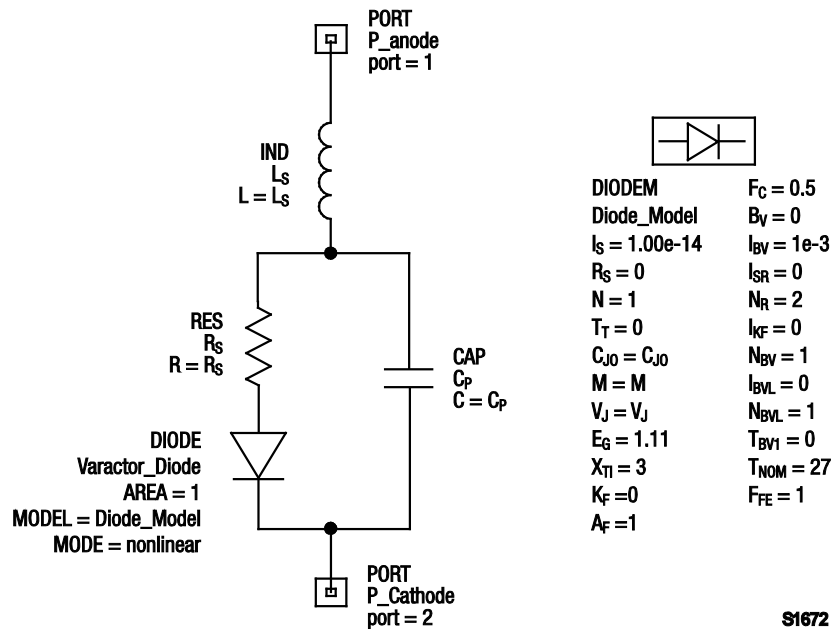 PORT
P_anode
port = 1
IND
LS
L = LS
RES
RS
R = RS
CAP
CP
C = CP
DIODE
Varactor_Diode
AREA = 1
MODEL = Diode_Model
MODE = nonlinear
PORT
P_Cathode
port = 2
DIODEM
Diode_Model
IS = 1.00e-14
RS = 0
N = 1
TT = 0
CJO = CJO
M = M
VJ = VJ
EG = 1.11
XTI = 3
KF =0
AF =1
FC = 0.5
BV = 0
IBV = 1e-3
ISR = 0
NR = 2
IKF = 0
NBV = 1
IBVL = 0
NBVL = 1
TBV1 = 0
TNOM = 27
FFE = 1
S1672